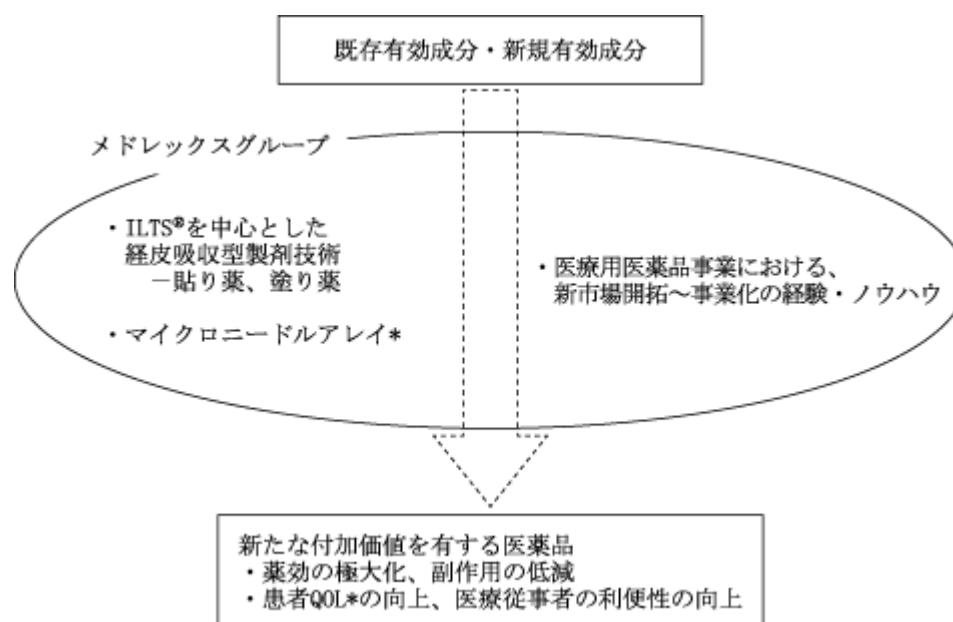 既存有効成分・新規有効成分
メドレックスグループ
・ILTS®を中心とした
経皮吸収型製剤技術
－貼り薬、塗り薬
・マイクロニードルアレイ*
・医療用医薬品事業における、
新市場開拓～事業化の経験・ノウハウ
新たな付加価値を有する医薬品
・薬効の極大化、副作用の低減
・患者QOL*の向上、医療従事者の利便性の向上